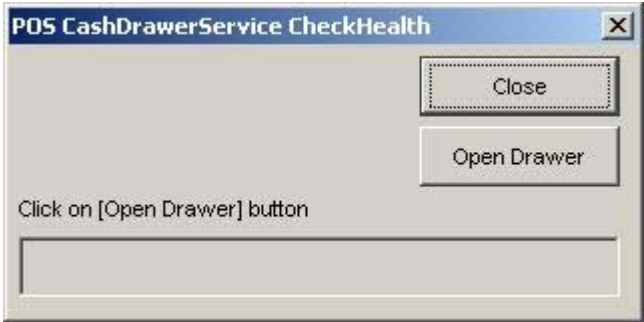 POS CashDrawerService CheckHealth
Close
Open Drawer
Click on [Open Drawer] button